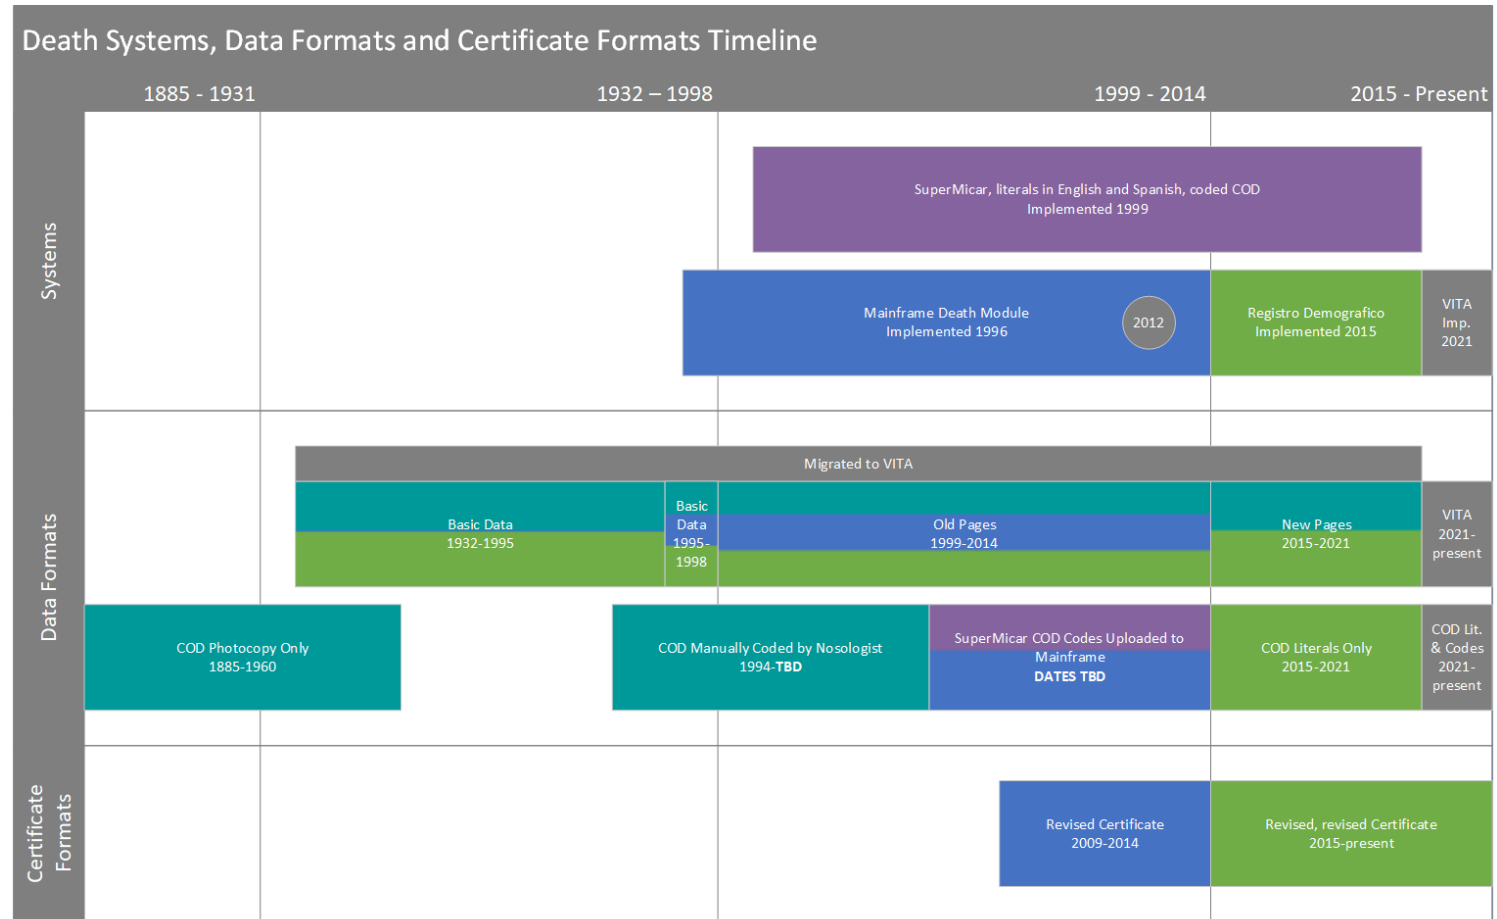 Death Systems, Data Formats and Certificate Formats Timeline
1885 - 1931
1932 – 1998
1999 - 2014
2015 - Present
Systems
SuperMicar, literals in English and Spanish, coded COD
Implemented 1999
Mainframe Death Module
Implemented 1996
2012
Registro Demografico
Implemented 2015
VITA
Imp.
2021
Data Formats
Migrated to VITA
Basic Data
1932-1995
Basic
Data
1995-
1998
Old Pages
1999-2014
New Pages
2015-2021
VITA
2021-
present
COD Photocopy Only
1885-1960
COD Manually Coded by Nosologist
1994-TBD
SuperMicar COD Codes Uploaded to
Mainframe
DATES TBD
COD Literals Only
2015-2021
COD Lit.
& Codes
2021-
present
Certificate
Formats
Revised Certificate
2009-2014
Revised, revised Certificate
2015-present